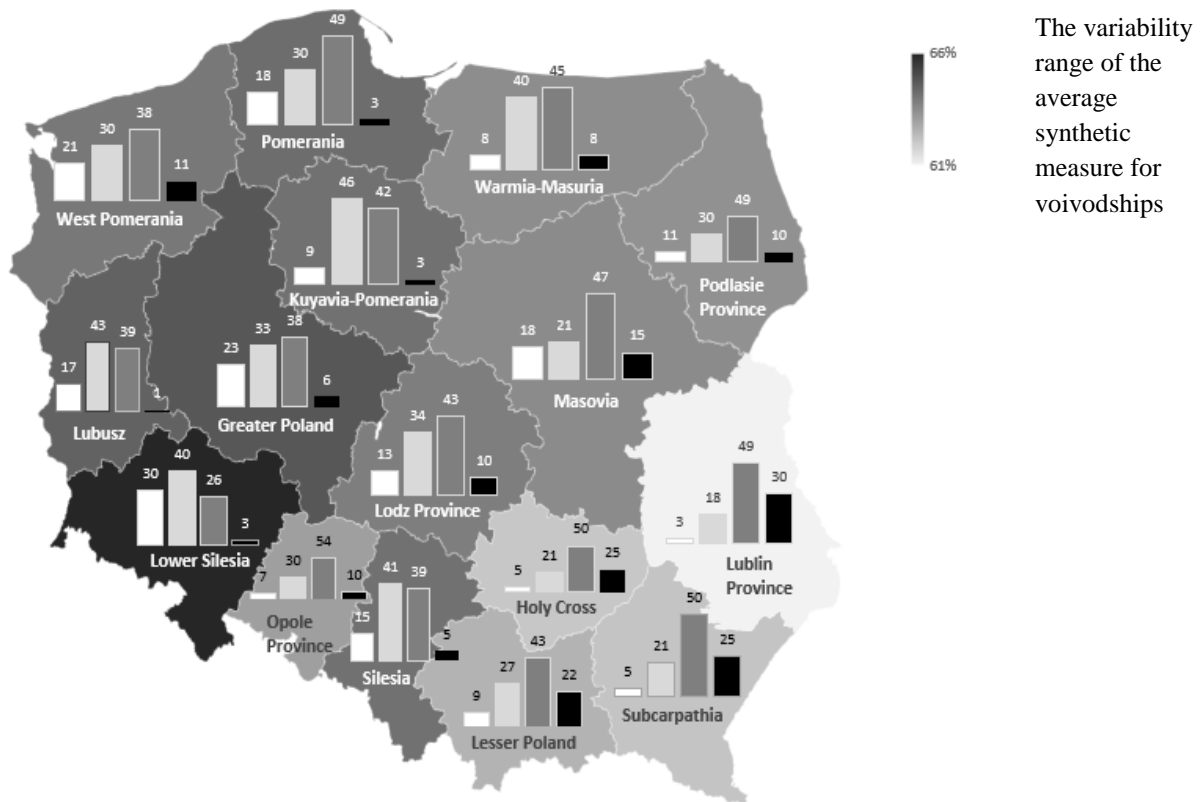 The variability
range of the
average
synthetic
measure for
voivodships
66%
61%
18 30 49 3
Pomerania
21 30 38 11
West Pomerania
8 40 45 8
Warmia-Masuria
9 46 42 3
Kuyavia-Pomerania
11 30 49 10
Podlasie
Province
17 43 39 1
Lubusz
23 33 38 6
Greater Poland
18 21 47 15
Masovia
13 34 43 10
Lodz Province
30 40 26 3
Lower Silesia
3 18 49 30
Lublin
Province
7 30 54 10
Opole
Province
15 41 39 5
Silesia
5 21 50 25
Holy Cross
9 27 43 22
Lesser Poland
5 21 50 25
Subcarpathia